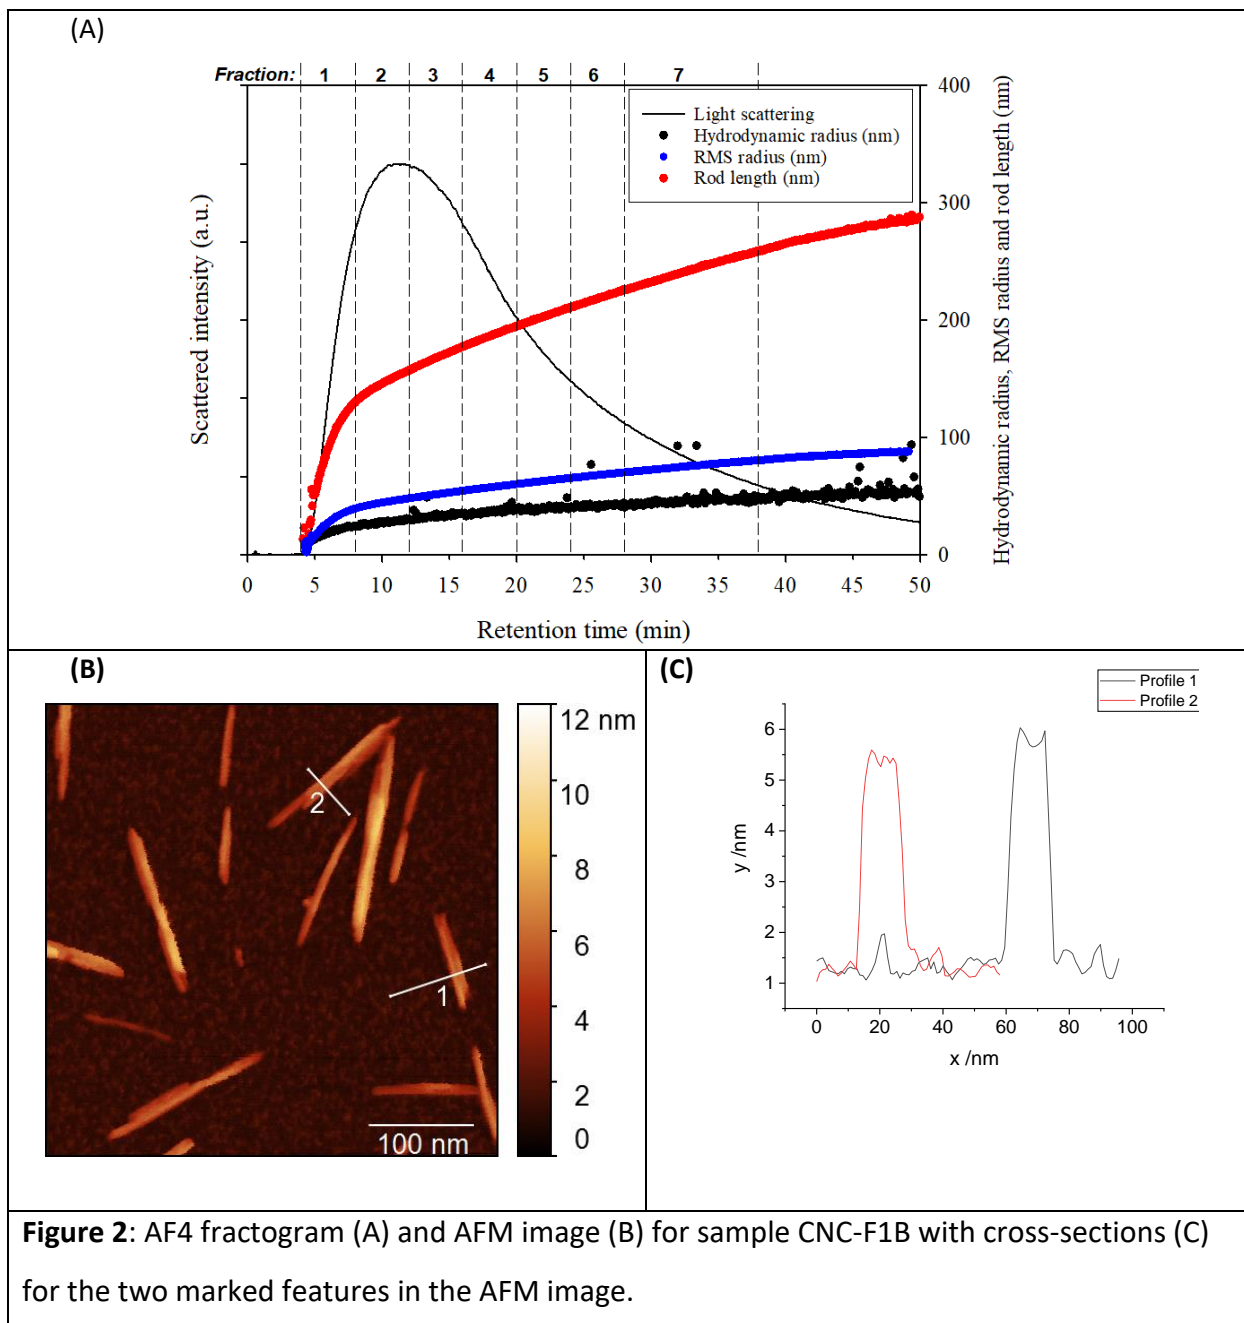 (A)
Fraction: 1 2 3 4 5 6 7
400
300
200
100
0
Light scattering
Hydrodynamic radius (nm)
RMS radius (nm)
Rod length (nm)
Scattered intensity (a.u.)
Hydrodynamic radius, RMS radius and rod length (nm)
0 5 10 15 20 25 30 35 40 45 50
Retention time (min)
(B)
12 nm
10
8
6
4
2
0
2
1
100 nm
(C)
Profile 1
Profile 2
6
5
4
3
2
1
y /nm
0 20 40 60 80 100
x /nm
Figure 2: AF4 fractogram (A) and AFM image (B) for sample CNC-F1B with cross-sections (C)
for the two marked features in the AFM image.